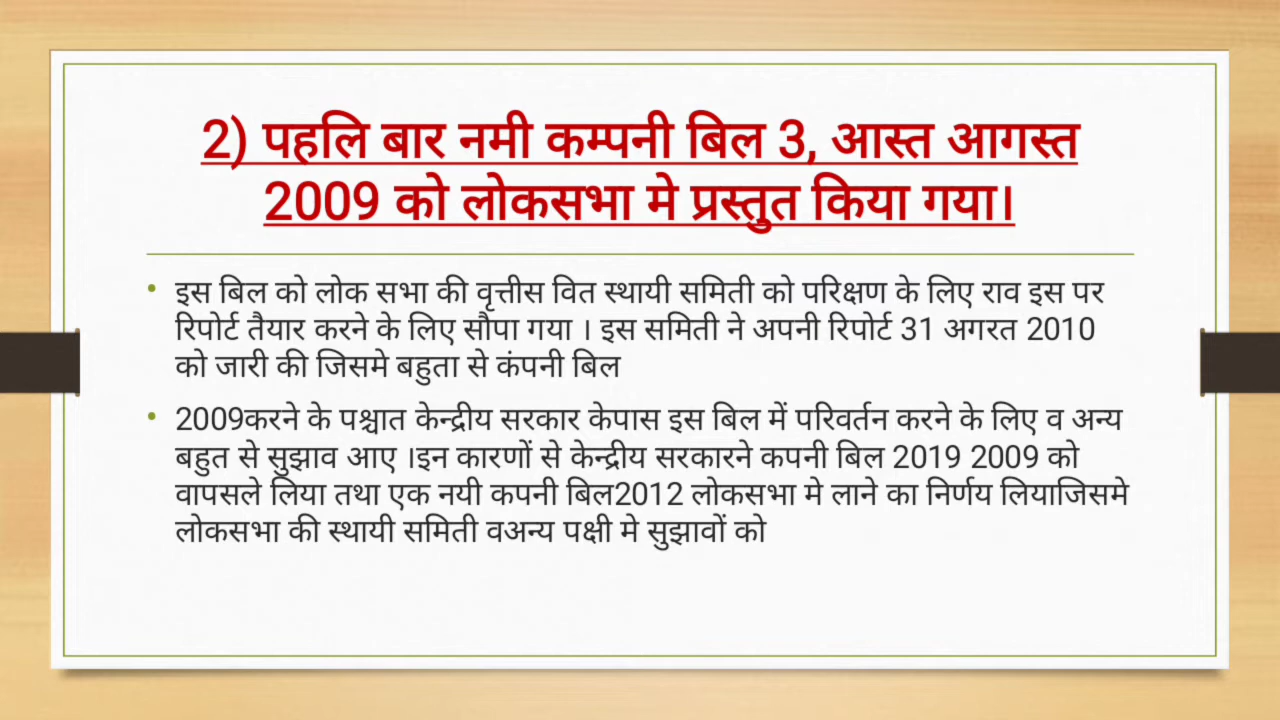 2) पहलि बार नमी कम्पनी बिल 3, आस्त आगस्त
2009 को लोकसभा मे प्रस्तुत किया गया।
• इस बिल को लोक सभा की वृत्तीस वित स्थायी समिती को परिक्षण के लिए राव इस पर
रिपोर्ट तैयार करने के लिए सौपा गया । इस समिती ने अपनी रिपोर्ट 31 अगरत 2010
को जारी की जिसमे बहुता से कंपनी बिल
• 2009करने के पश्चात केन्द्रीय सरकार केपास इस बिल में परिवर्तन करने के लिए व अन्य
बहुत से सुझाव आए ।इन कारणों से केन्द्रीय सरकारने कपनी बिल 2019 2009 को
वापसले लिया तथा एक नयी कपनी बिल2012 लोकसभा मे लाने का निर्णय लियाजिसमे
लोकसभा की स्थायी समिती वअन्य पक्षी मे सुझावों को